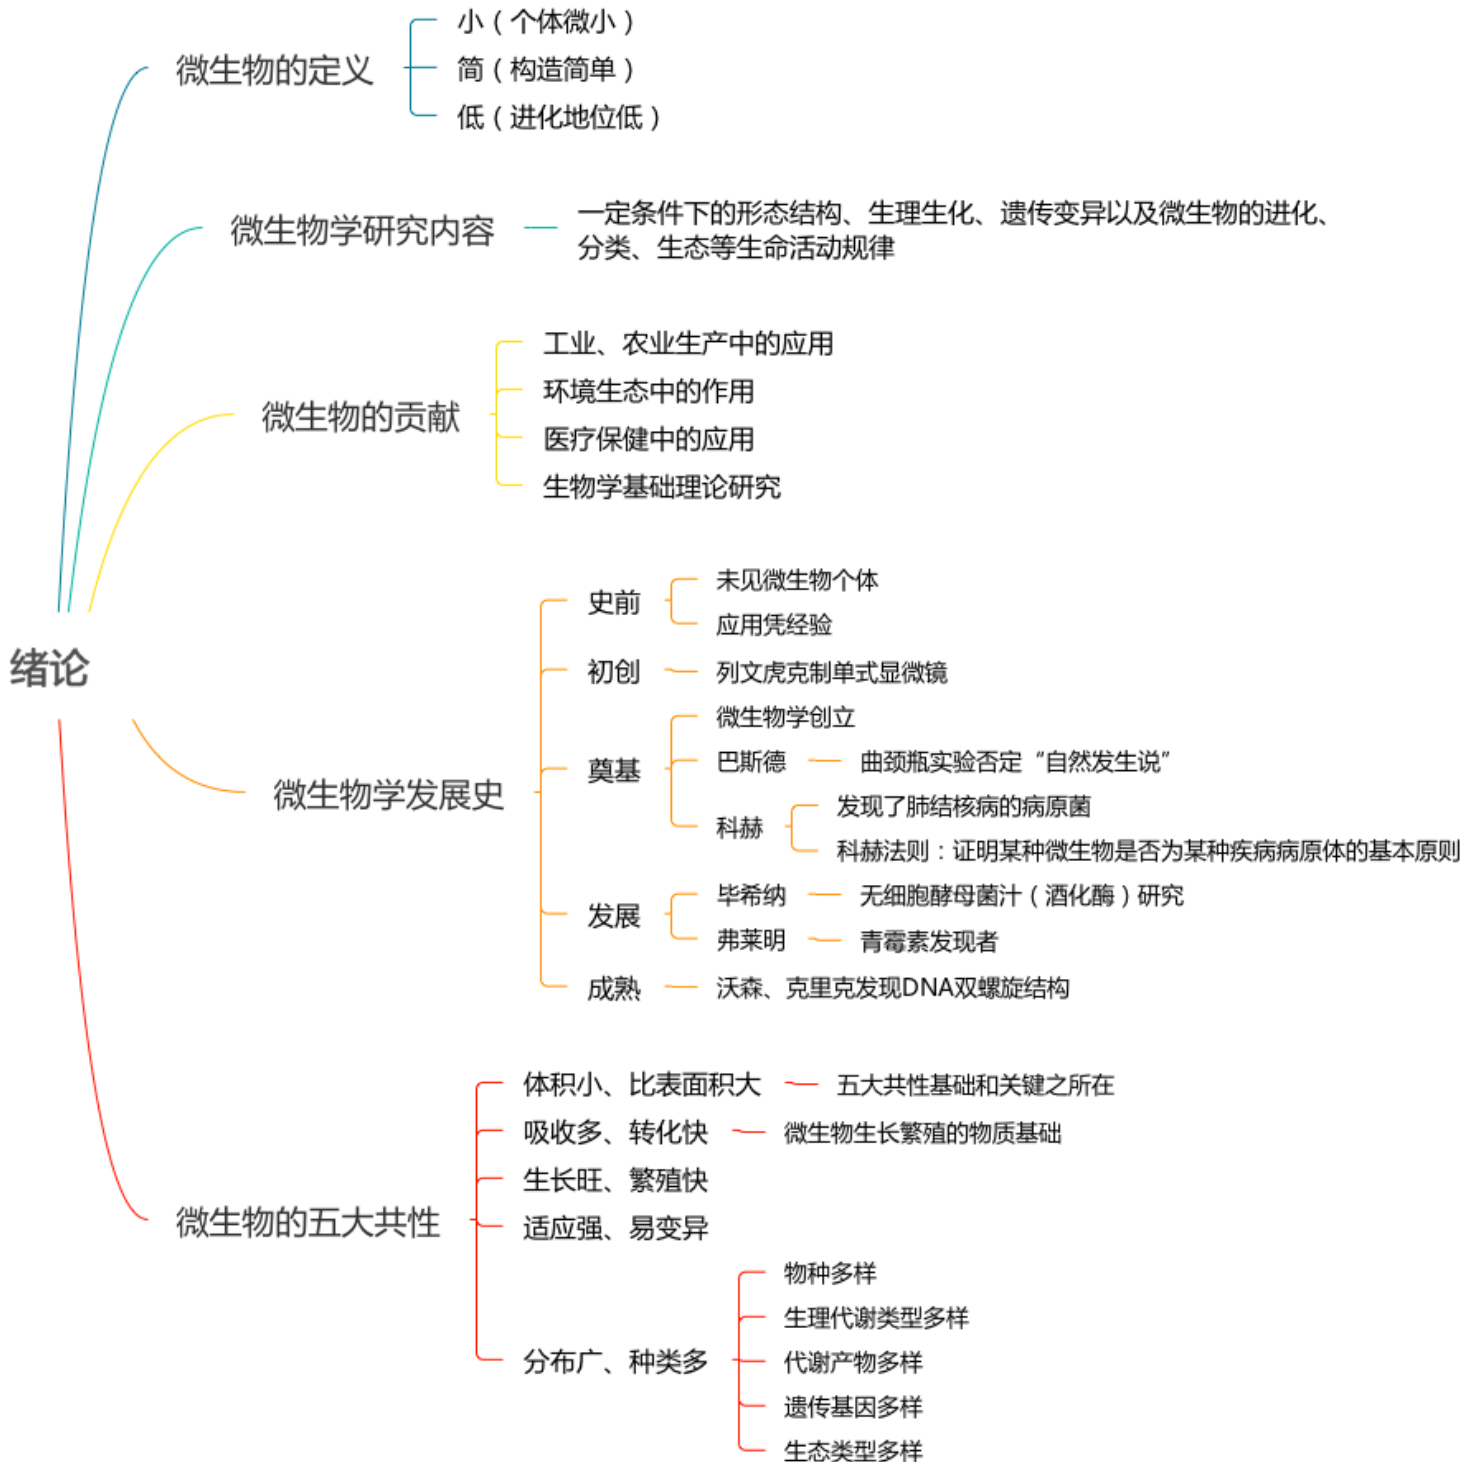 绪论
微生物的定义
小（个体微小）
简（构造简单）
低（进化地位低）
微生物学研究内容
一定条件下的形态结构、生理生化、遗传变异以及微生物的进化、
分类、生态等生命活动规律
微生物的贡献
工业、农业生产中的应用
环境生态中的作用
医疗保健中的应用
生物学基础理论研究
微生物学发展史
史前
未见微生物个体
应用凭经验
初创
列文虎克制单式显微镜
奠基
微生物学创立
巴斯德
曲颈瓶实验否定“自然发生说”
科赫
发现了肺结核病的病原菌
科赫法则：证明某种微生物是否为某种疾病病原体的基本原则
发展
毕希纳
无细胞酵母菌汁（酒化酶）研究
弗莱明
青霉素发现者
成熟
沃森、克里克发现DNA双螺旋结构
微生物的五大共性
体积小、比表面积大
五大共性基础和关键之所在
吸收多、转化快
微生物生长繁殖的物质基础
生长旺、繁殖快
适应强、易变异
分布广、种类多
物种多样
生理代谢类型多样
代谢产物多样
遗传基因多样
生态类型多样